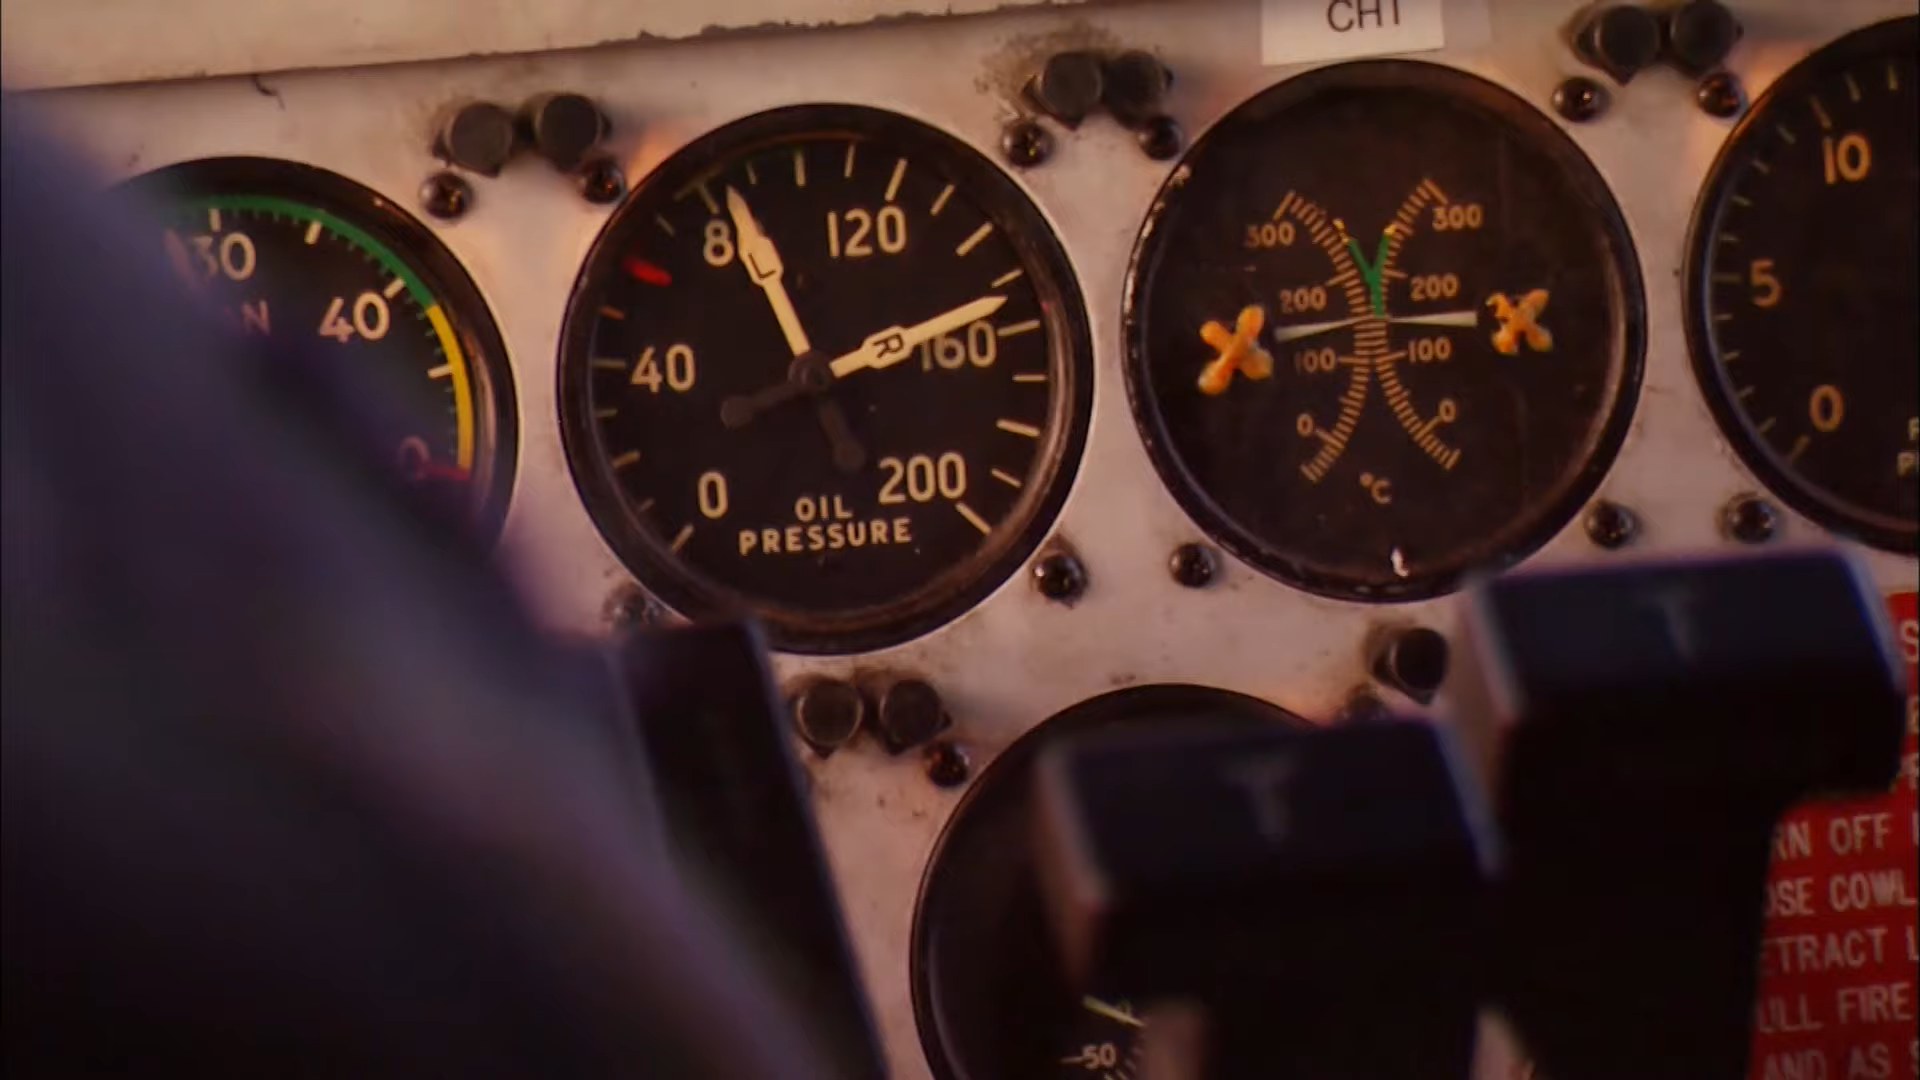 CHT
30
40
80
120
40
160
0
200
OIL
PRESSURE
L
R
300
300
200
200
100
100
0
0
°C
10
5
0
-50
RN OFF
OSE COWL
ETRACT L
ULL FIRE
AND AS S